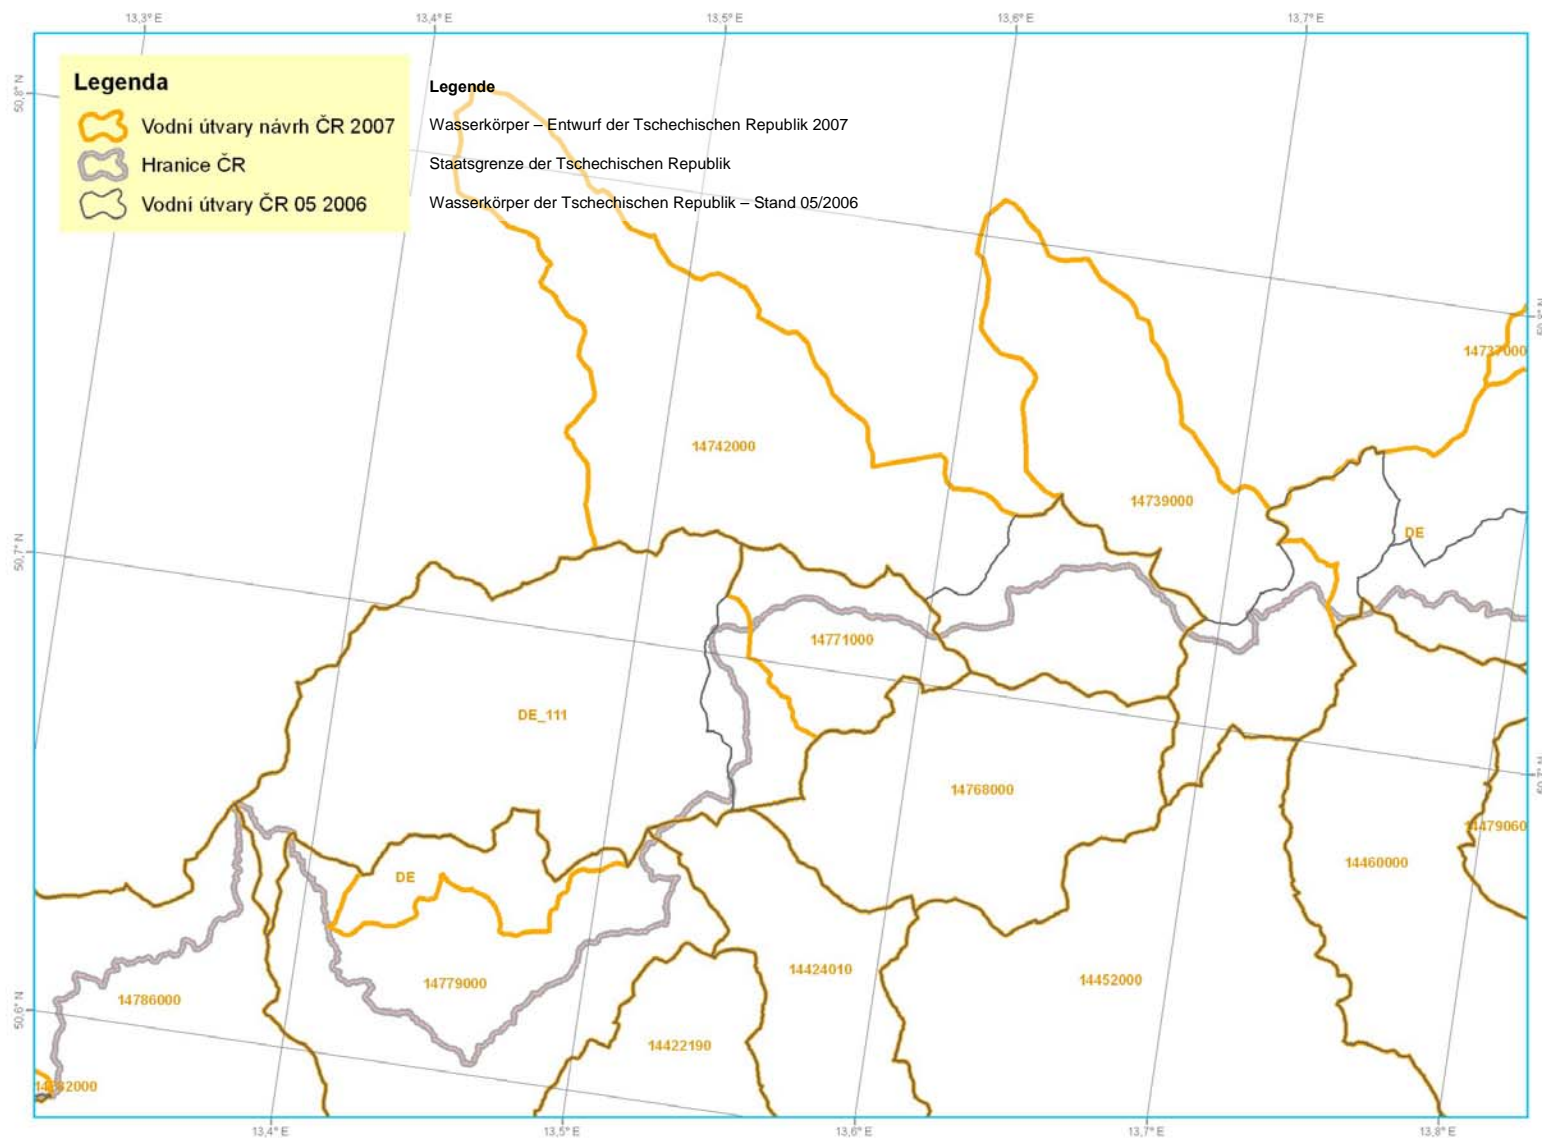 13,3° E
13,4° E
13,5° E
13,6° E
13,7° E
50,8° N
Legenda
Vodní útvary návrh ČR 2007
Hranice ČR
Vodní útvary ČR 05 2006
Legende
Wasserkörper – Entwurf der Tschechischen Republik 2007
Staatsgrenze der Tschechischen Republik
Wasserkörper der Tschechischen Republik – Stand 05/2006
14737000
14742000
14739000
DE
50,7° N
14771000
DE_111
14768000
14479060
14460000
DE
14424010
14452000
14779000
14786000
50,6° N
14422190
13,4° E
13,5° E
13,6° E
13,7° E
13,8° E